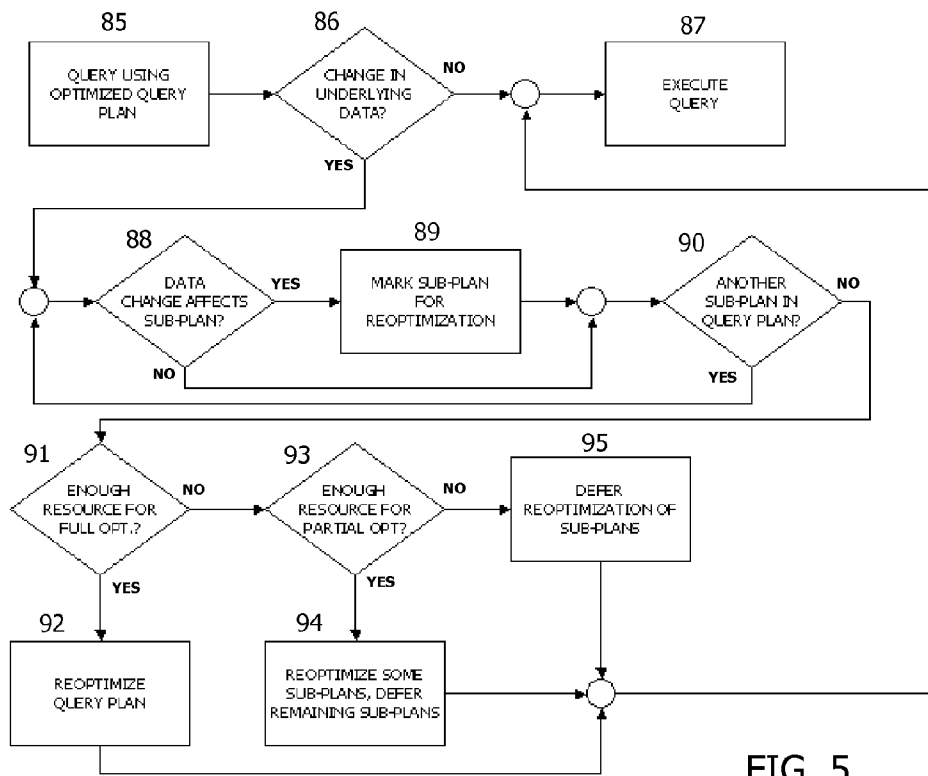 85
QUERY USING
OPTIMIZED QUERY
PLAN
86
CHANGE IN
UNDERLYING
DATA?
NO
YES
87
EXECUTE
QUERY
88
DATA
CHANGE AFFECTS
SUB-PLAN?
YES
NO
89
MARK SUB-PLAN
FOR
REOPTIMIZATION
90
ANOTHER
SUB-PLAN IN
QUERY PLAN?
NO
YES
91
ENOUGH
RESOURCE FOR
FULL OPT.?
NO
YES
93
ENOUGH
RESOURCE FOR
PARTIAL OPT?
NO
YES
95
DEFER
REOPTIMIZATION OF
SUB-PLANS
92
REOPTIMIZE
QUERY PLAN
94
REOPTIMIZE SOME
SUB-PLANS, DEFER
REMAINING SUB-PLANS
FIG. 5